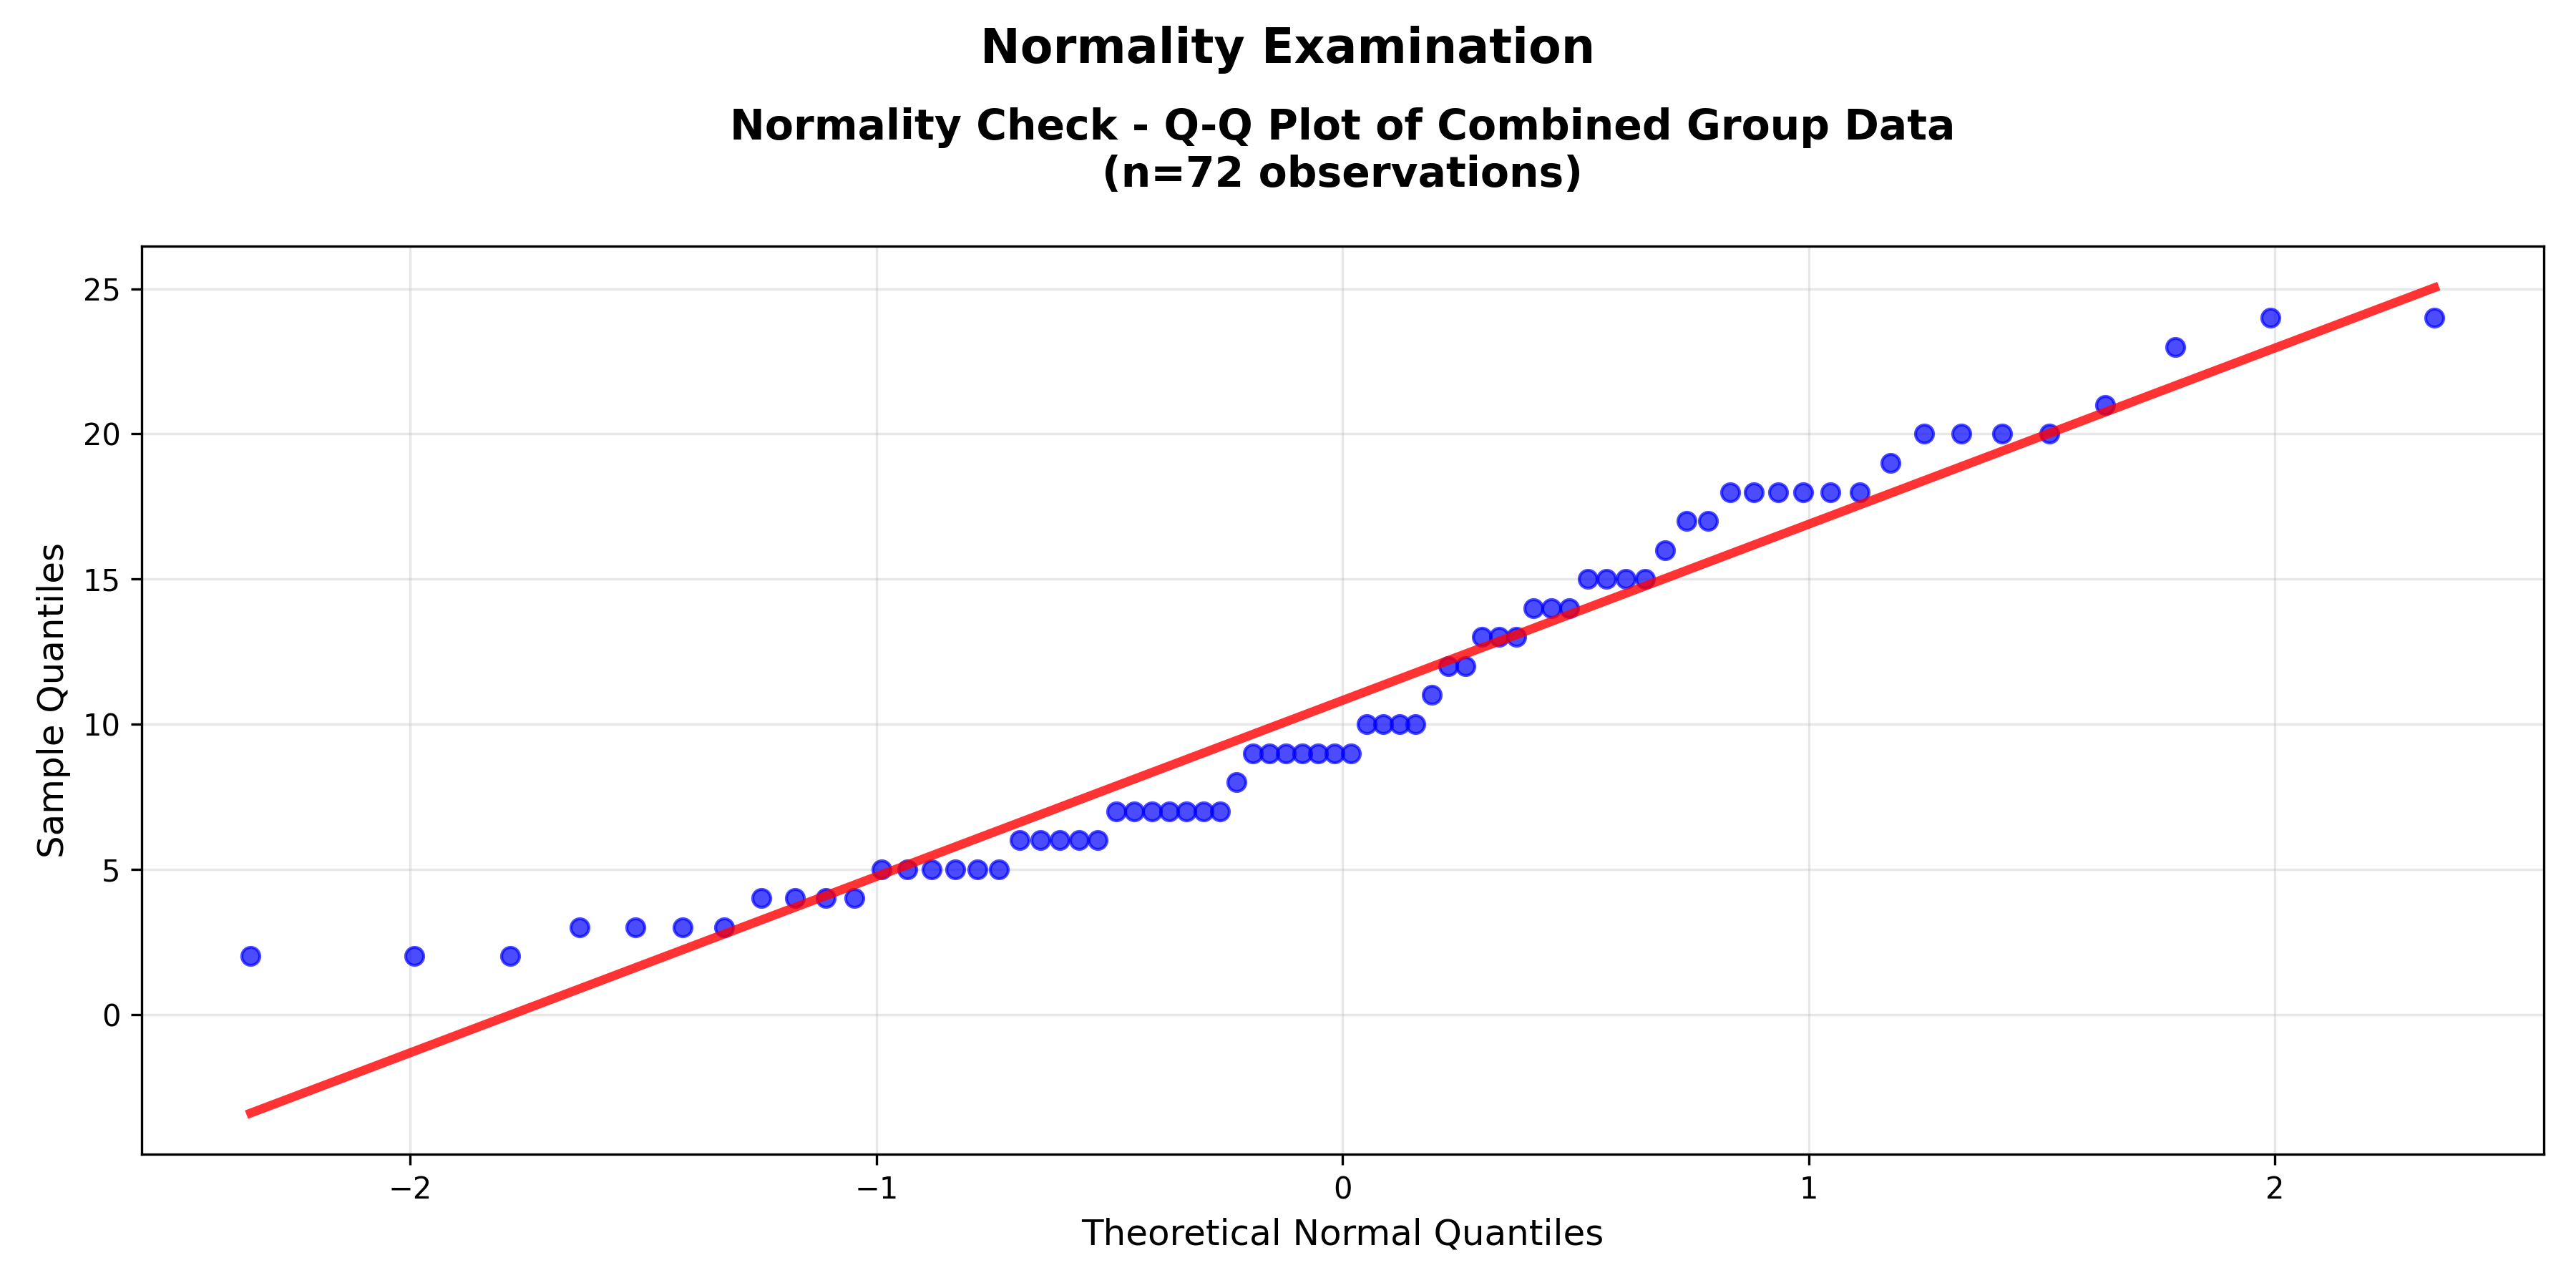 Normality Examination
Normality Check - Q-Q Plot of Combined Group Data
(n=72 observations)
25
20
15
10
5
0
Sample Quantiles
−2
−1
0
1
2
Theoretical Normal Quantiles